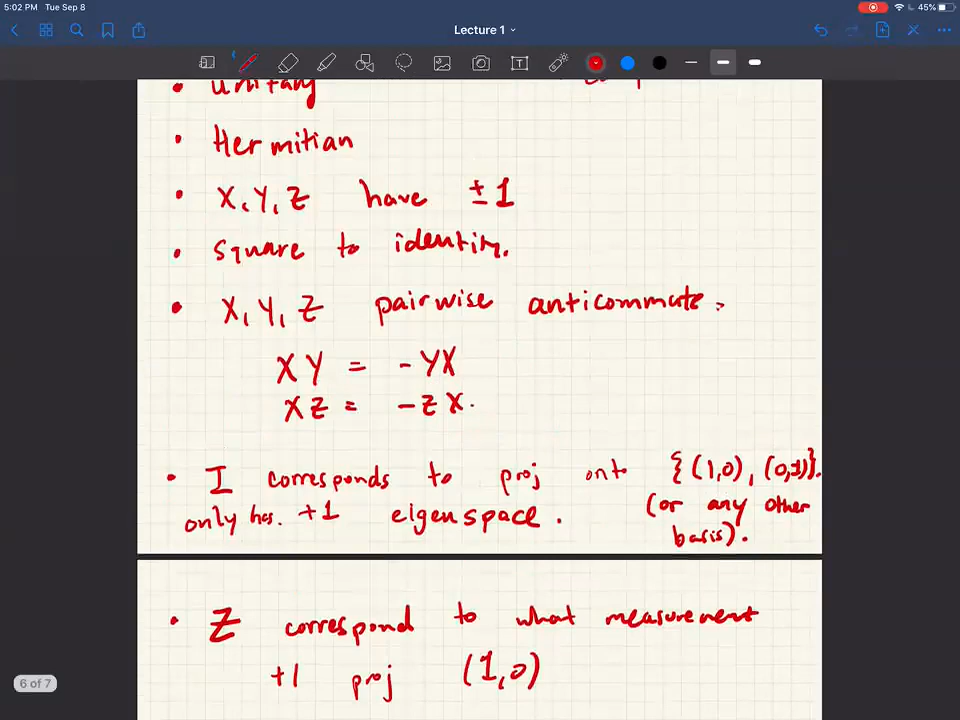 5:02 PM Tue Sep 8
45%
Lecture 1
• Unitary
• Hermitian
• X, Y, Z have ±1
• Square to identity.
• X, Y, Z pairwise anticommute.
XY = -YX
XZ = -ZX.
• I corresponds to proj onto {(1,0), (0,1)}.
only has. +1 eigenspace. (or any other
basis).
• Z correspond to what measurement
+1 proj (1,0)
6 of 7